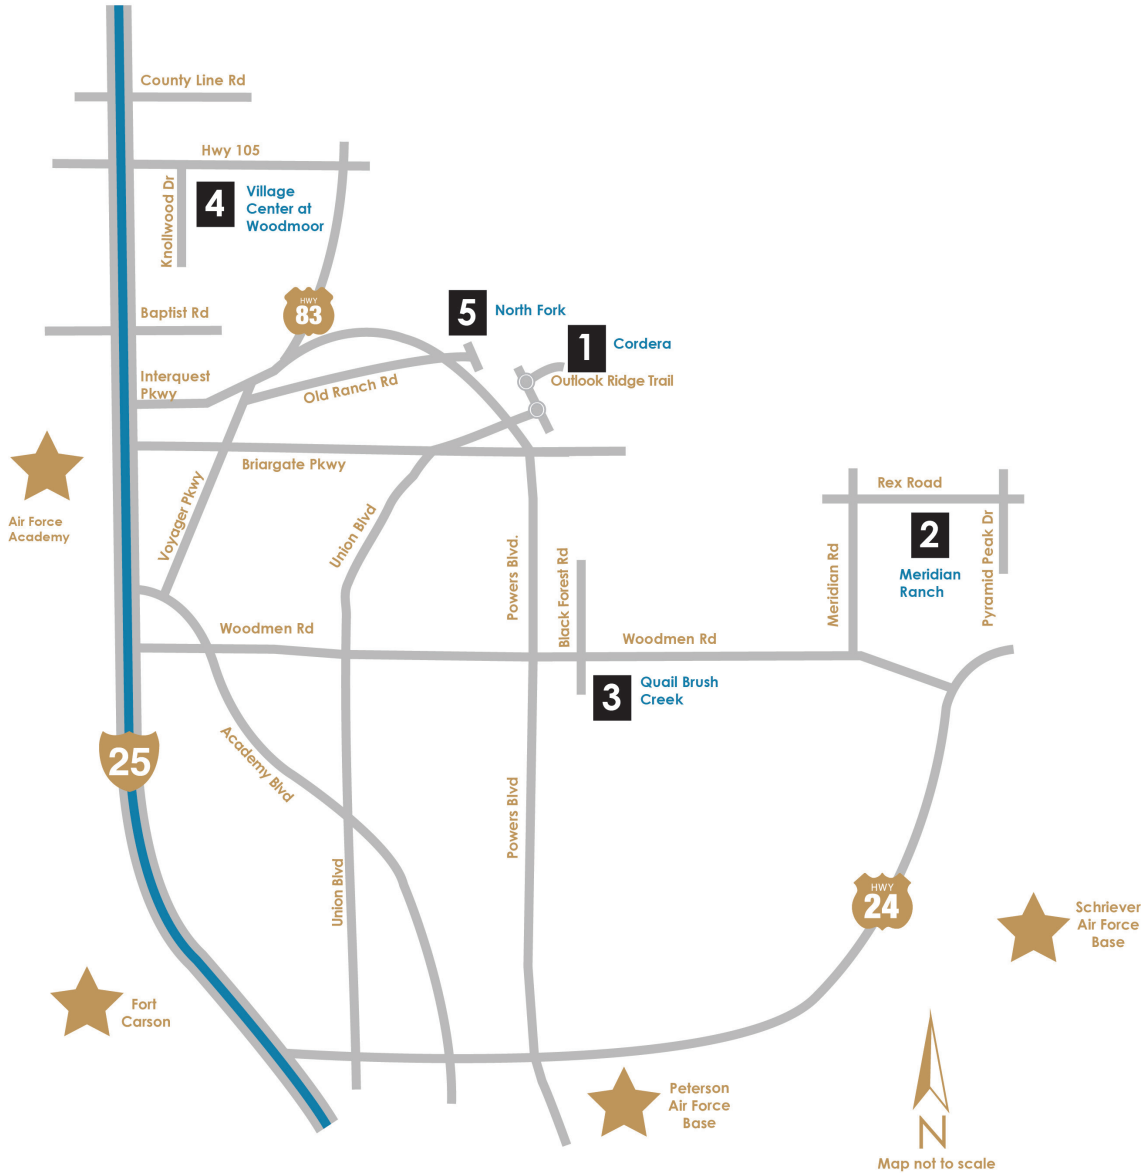 County Line Rd
Hwy 105
Knollwood Dr
4
Village
Center at
Woodmoor
Baptist Rd
HWY
83
5
North Fork
1
Cordera
Outlook Ridge Trail
Interquest
Pkwy
Old Ranch Rd
Briargate Pkwy
Air Force
Academy
Voyager Pkwy
Union Blvd
Powers Blvd.
Black Forest Rd
Rex Road
2
Meridian
Ranch
Meridian Rd
Pyramid Peak Dr
Woodmen Rd
Woodmen Rd
3
Quail Brush
Creek
25
Academy Blvd
Union Blvd
Powers Blvd
HWY
24
Schriever
Air Force
Base
Fort
Carson
Peterson
Air Force
Base
N
Map not to scale